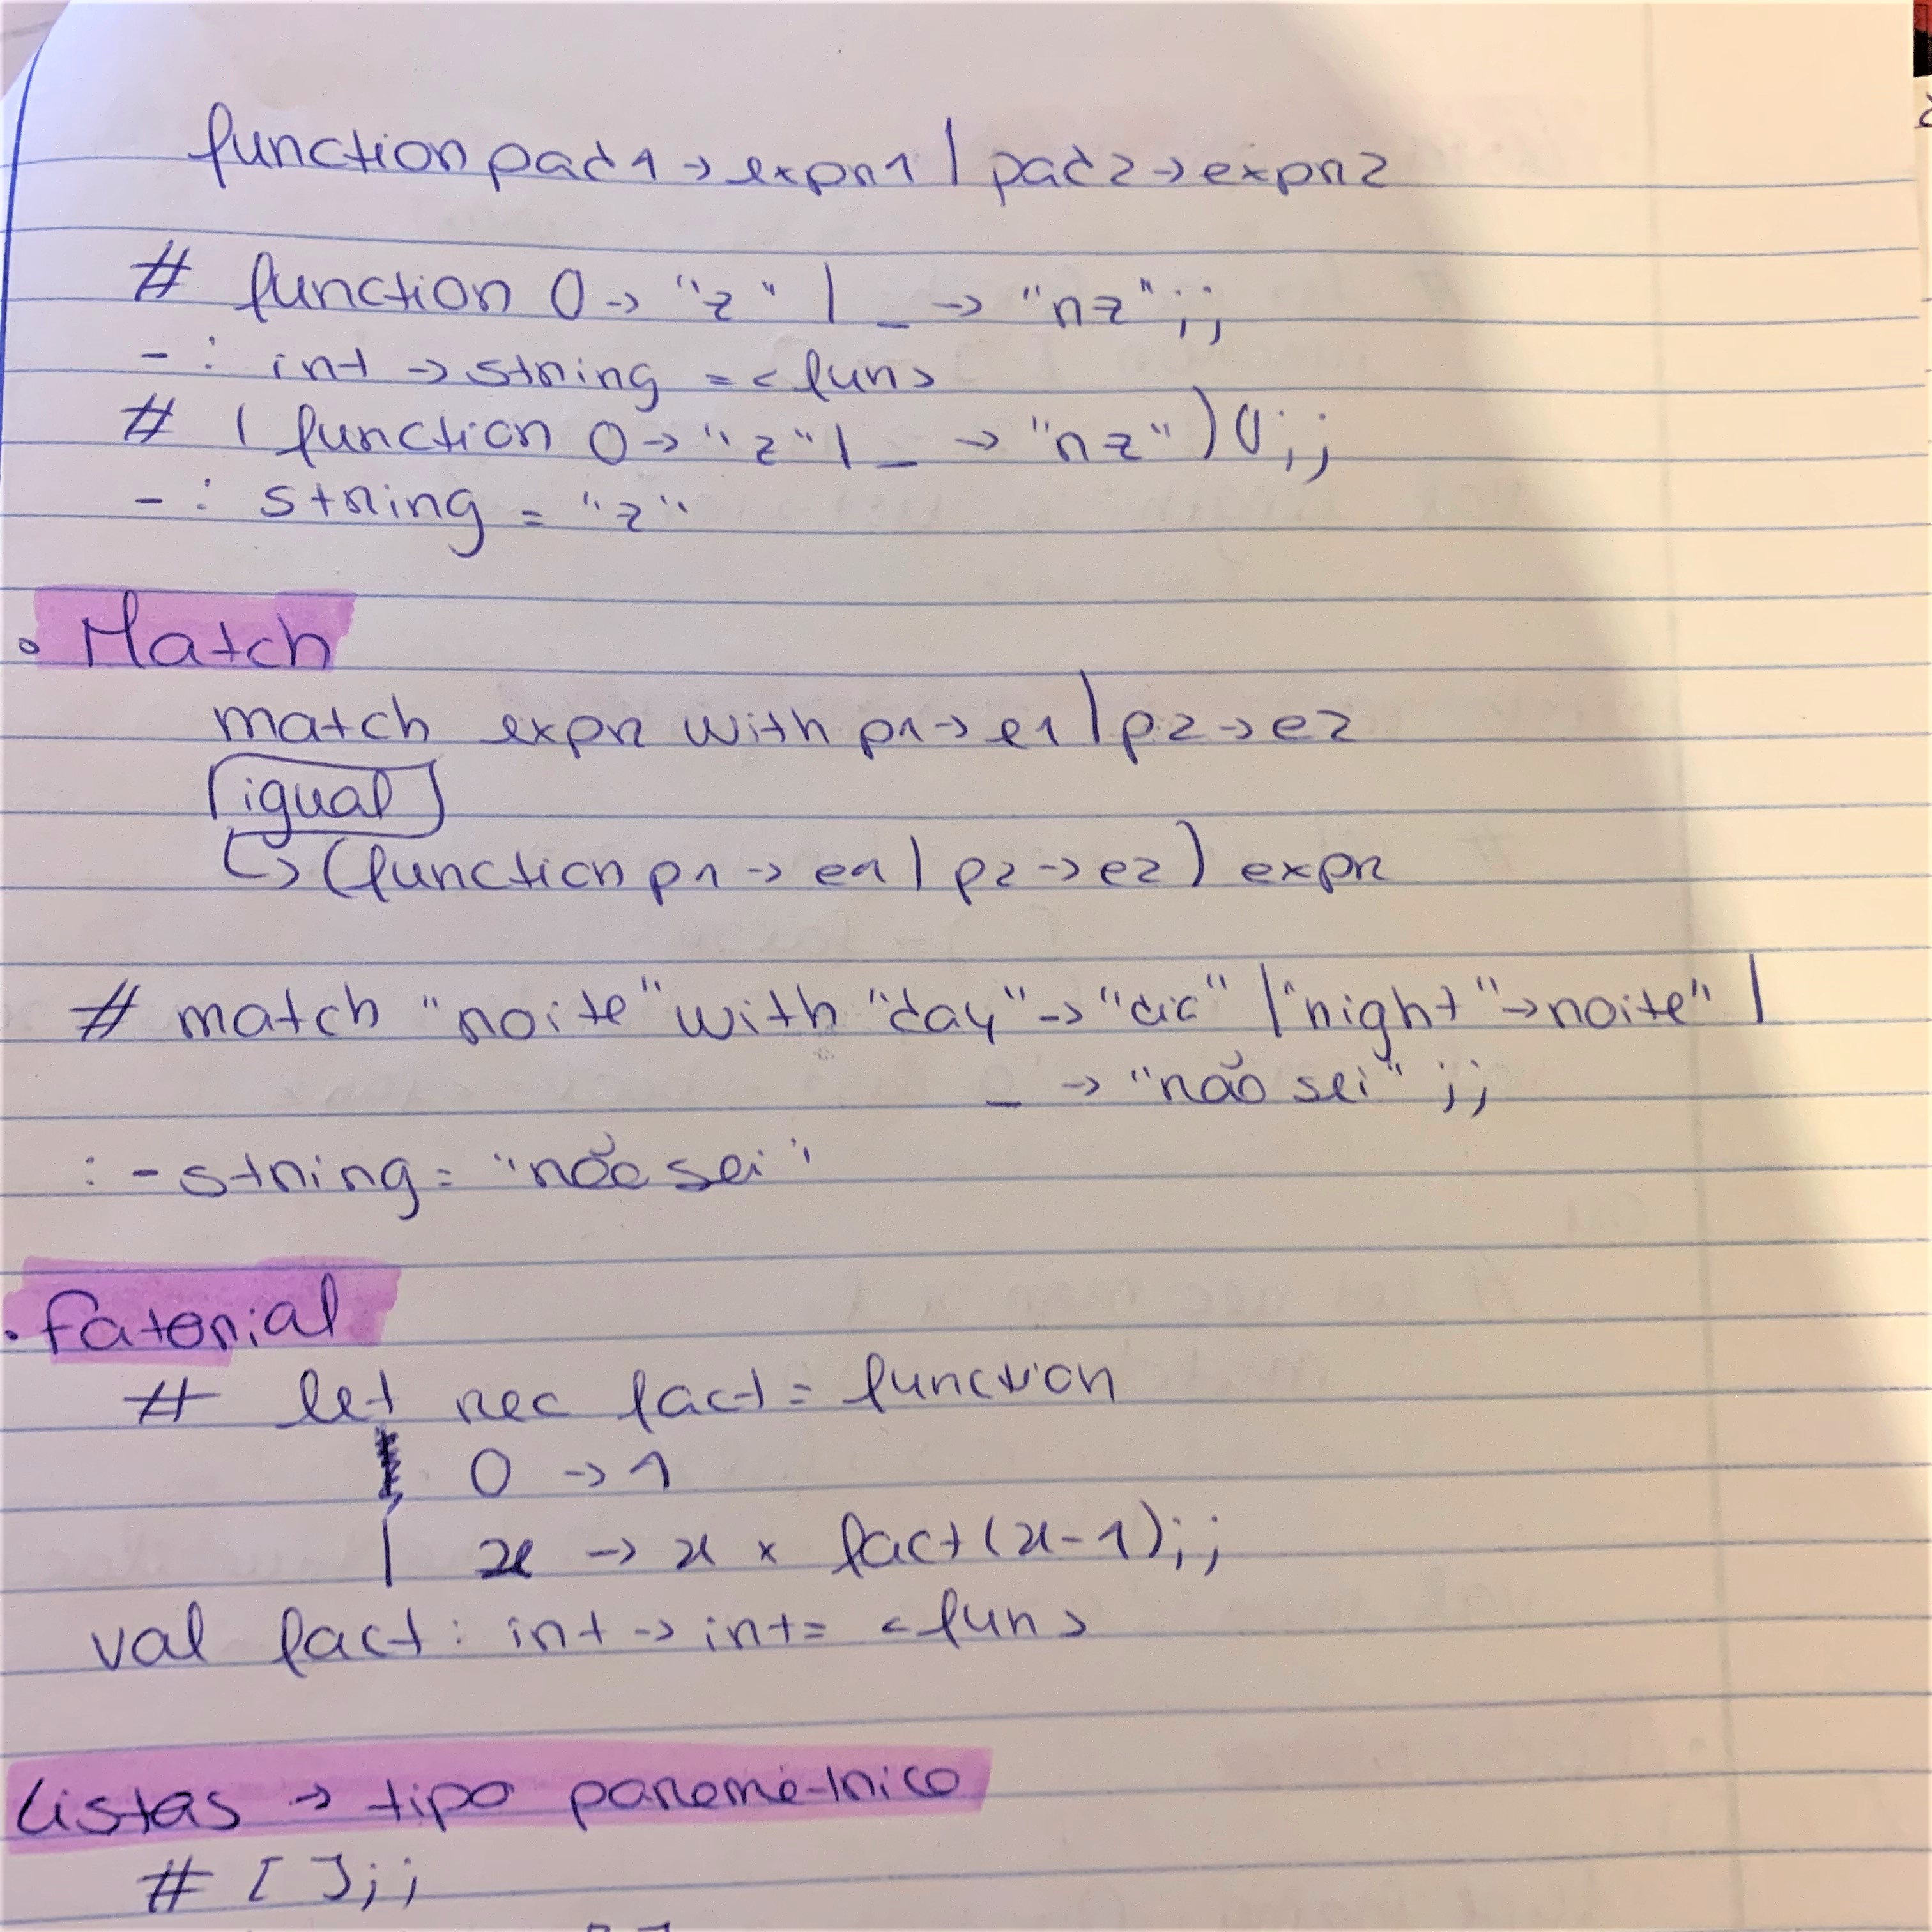 function pad1 -> expr1 | pad2 -> expr2
# function 0 -> "z" | _ -> "nz";;
- : int -> string = <fun>
# (function 0 -> "z" | _ -> "nz") 0;;
- : string = "z"
• Match
match expr with p1 -> e1 | p2 -> e2
igual
↳ (function p1 -> e1 | p2 -> e2) expr
# match "noite" with "day" -> "dia" | "night" -> noite" |
_ -> "não sei" ;;
: - string = "não sei"
• fatorial
# let rec fact = function
0 -> 1
| x -> x × fact (x-1);;
val fact : int -> int = <fun>
Listas -> tipo paramétrico
# [ ];;